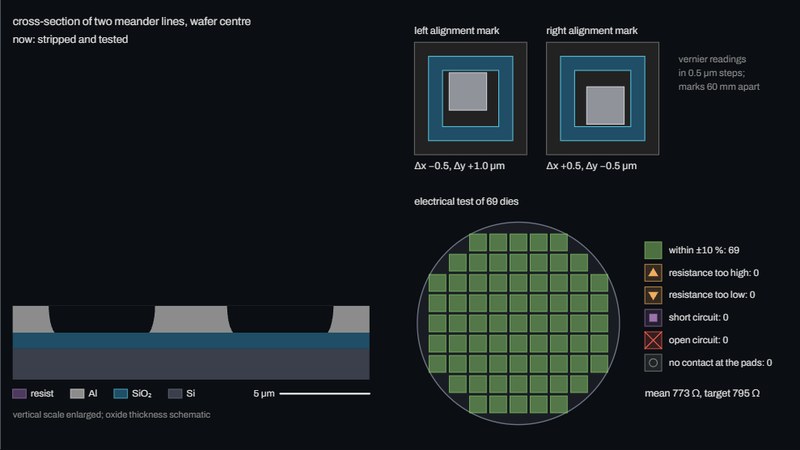 cross-section of two meander lines, wafer centre
now: stripped and tested
left alignment mark
right alignment mark
vernier readings
in 0.5 µm steps;
marks 60 mm apart
Δx −0.5, Δy +1.0 µm
Δx +0.5, Δy −0.5 µm
electrical test of 69 dies
within ±10 %: 69
resistance too high: 0
resistance too low: 0
short circuit: 0
open circuit: 0
no contact at the pads: 0
mean 773 Ω, target 795 Ω
resist
Al
SiO₂
Si
5 µm
vertical scale enlarged; oxide thickness schematic